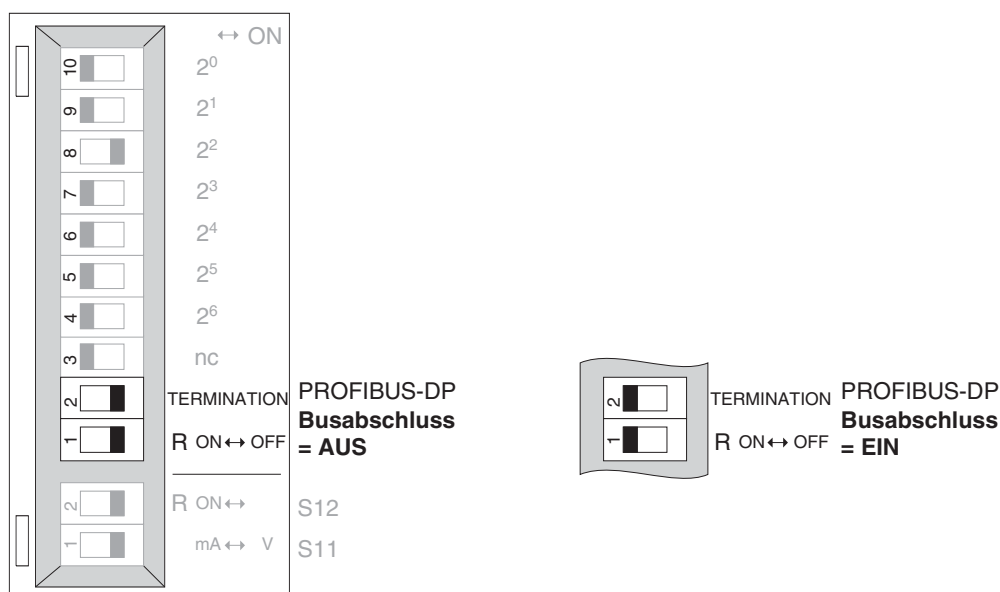 ↔ ON
10 2⁰
9 2¹
8 2²
7 2³
6 2⁴
5 2⁵
4 2⁶
3 nc
2 TERMINATION
1 R ON ↔ OFF
PROFIBUS-DP
Busabschluss
= AUS
2 R ON ↔ S12
1 mA ↔ V S11
2 TERMINATION
1 R ON ↔ OFF
PROFIBUS-DP
Busabschluss
= EIN